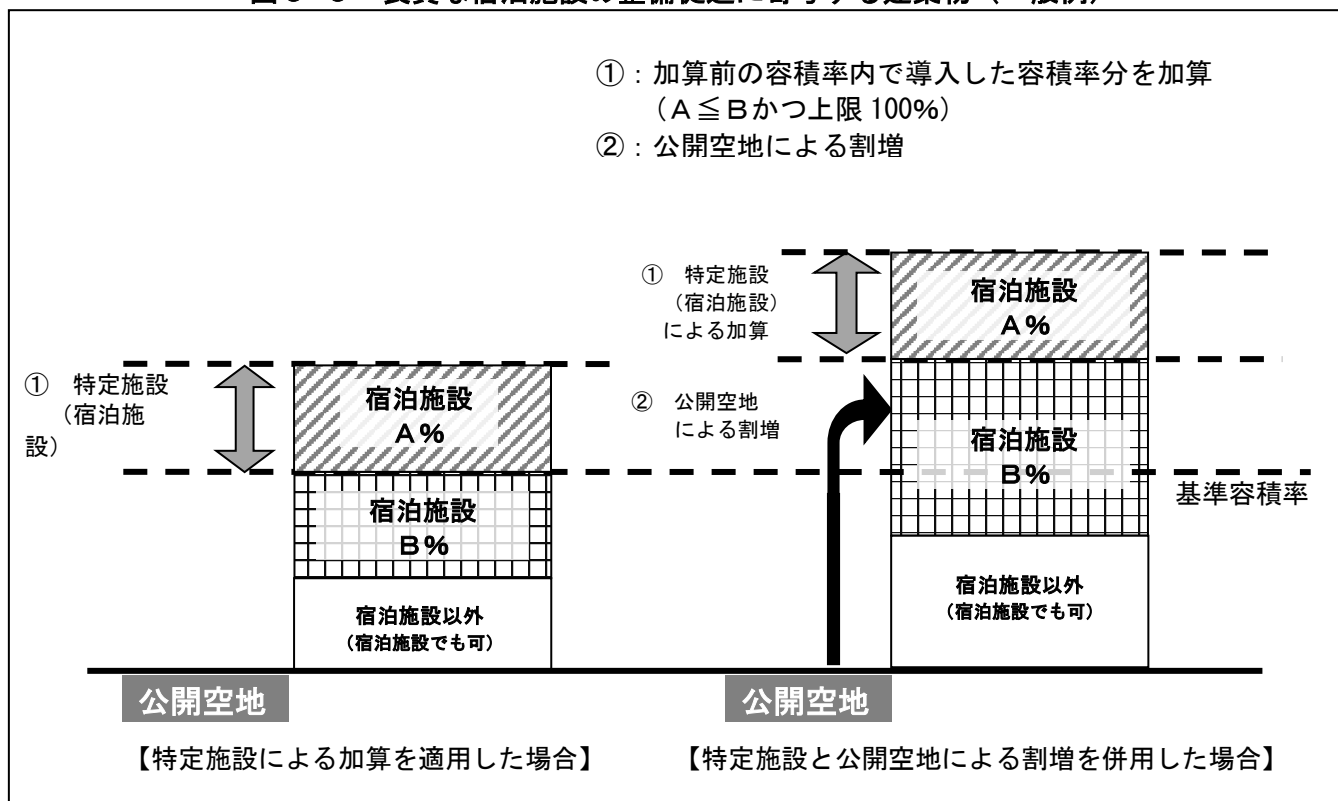 ①：加算前の容積率内で導入した容積率分を加算
（Ａ≦Ｂかつ上限 100%）
②：公開空地による割増
① 特定施設
（宿泊施
設）
宿泊施設
Ａ%
宿泊施設
Ｂ%
宿泊施設以外
（宿泊施設でも可）
公開空地
【特定施設による加算を適用した場合】
① 特定施設
（宿泊施設）
による加算
② 公開空地
による割増
宿泊施設
Ａ%
宿泊施設
Ｂ%
宿泊施設以外
（宿泊施設でも可）
基準容積率
公開空地
【特定施設と公開空地による割増を併用した場合】